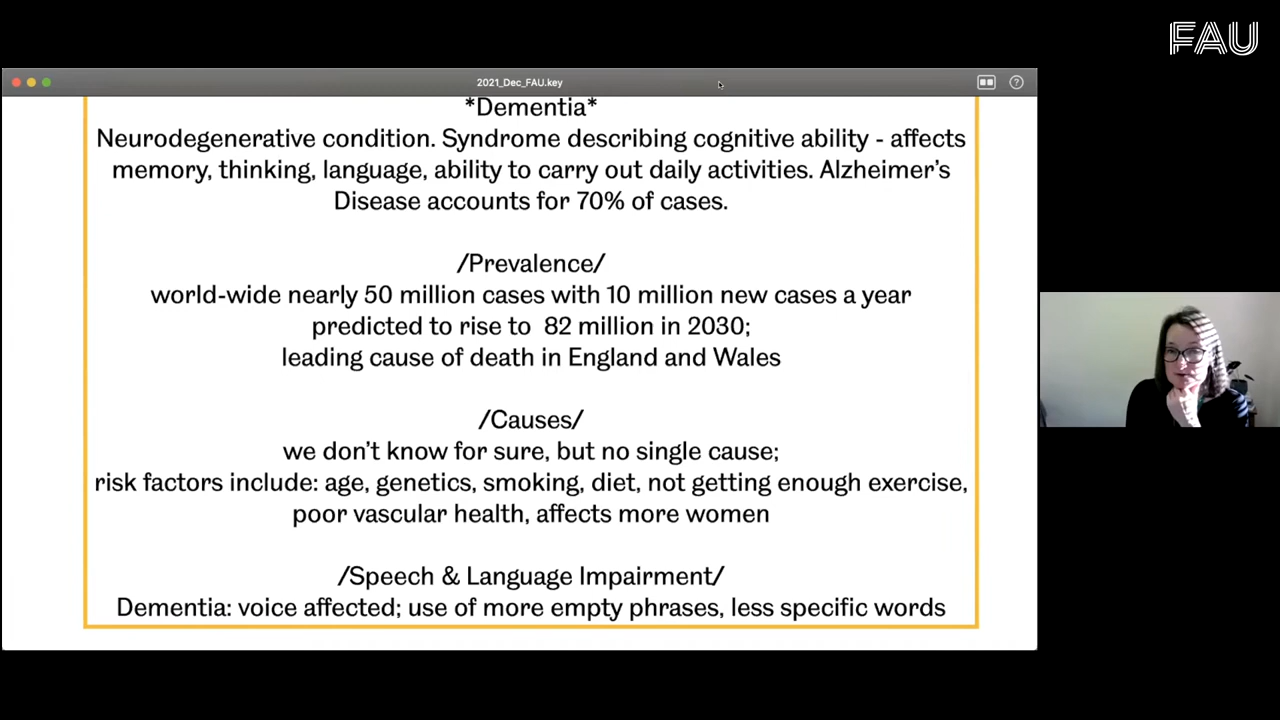 FAU
2021_Dec_FAU.key
*Dementia*
Neurodegenerative condition. Syndrome describing cognitive ability - affects
memory, thinking, language, ability to carry out daily activities. Alzheimer’s
Disease accounts for 70% of cases.
/Prevalence/
world-wide nearly 50 million cases with 10 million new cases a year
predicted to rise to  82 million in 2030;
leading cause of death in England and Wales
/Causes/
we don’t know for sure, but no single cause;
risk factors include: age, genetics, smoking, diet, not getting enough exercise,
poor vascular health, affects more women
/Speech & Language Impairment/
Dementia: voice affected; use of more empty phrases, less specific words